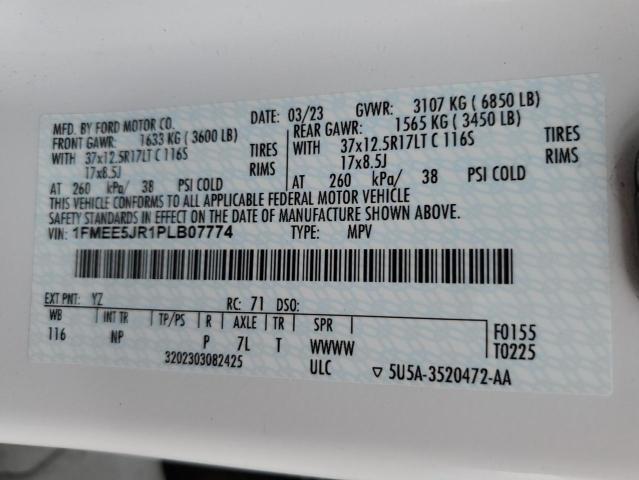 MFD. BY FORD MOTOR CO.
DATE: 03/23 GVWR: 3107 KG ( 6850 LB)
FRONT GAWR: 1633 KG ( 3600 LB) REAR GAWR: 1565 KG ( 3450 LB)
WITH 37x12.5R17LT C 116S TIRES WITH 37x12.5R17LT C 116S TIRES
17x8.5J RIMS 17x8.5J RIMS
AT 260 kPa/ 38 PSI COLD AT 260 kPa/ 38 PSI COLD
THIS VEHICLE CONFORMS TO ALL APPLICABLE FEDERAL MOTOR VEHICLE
SAFETY STANDARDS IN EFFECT ON THE DATE OF MANUFACTURE SHOWN ABOVE.
VIN: 1FMEE5JR1PLB07774 TYPE: MPV
EXT PNT: YZ RC: 71 DSO:
WB INT TR TP/PS R AXLE TR SPR F0155
116 NP P 7L T WWWW T0225
3202303082425 ULC ▽ 5U5A-3520472-AA